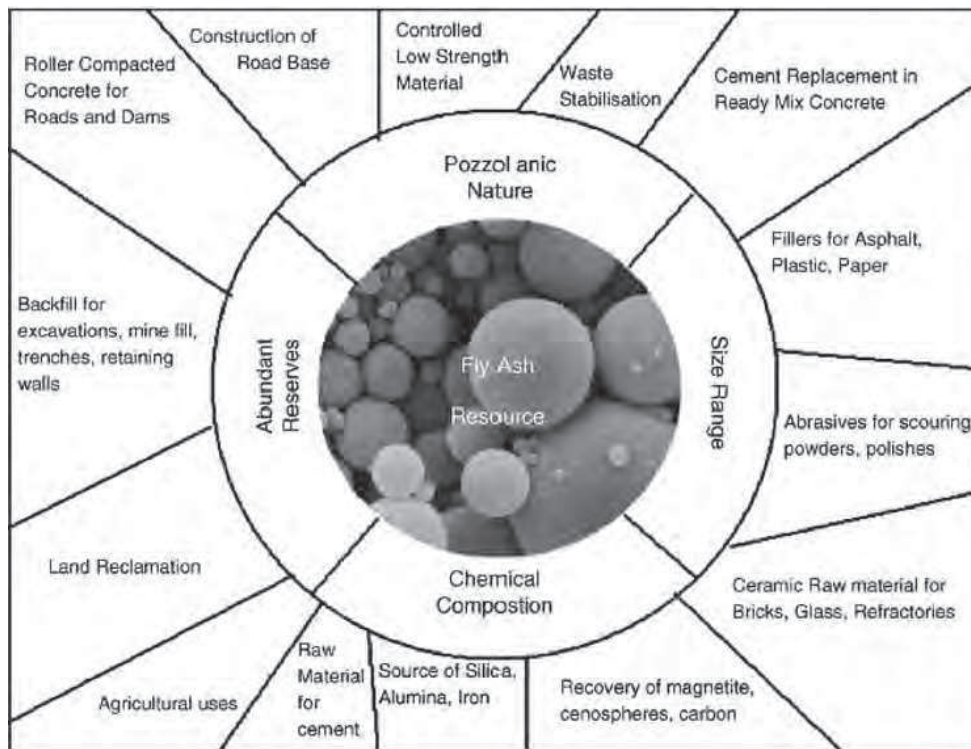 Roller Compacted
Concrete for
Roads and Dams
Construction of
Road Base
Controlled
Low Strength
Material
Waste
Stabilisation
Cement Replacement in
Ready Mix Concrete
Fillers for Asphalt,
Plastic, Paper
Abrasives for scouring
powders, polishes
Ceramic Raw material for
Bricks, Glass, Refractories
Recovery of magnetite,
cenospheres, carbon
Source of Silica,
Alumina, Iron
Raw
Material
for
cement
Agricultural uses
Land Reclamation
Backfill for
excavations, mine fill,
trenches, retaining
walls
Pozzol anic
Nature
Size Range
Chemical
Compostion
Abundant
Reserves
Fly Ash
Resource